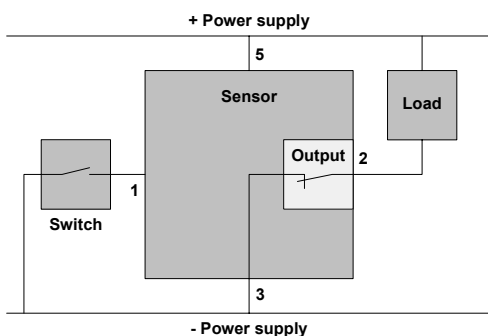 + Power supply
5
Sensor
Load
Output
2
1
Switch
3
- Power supply